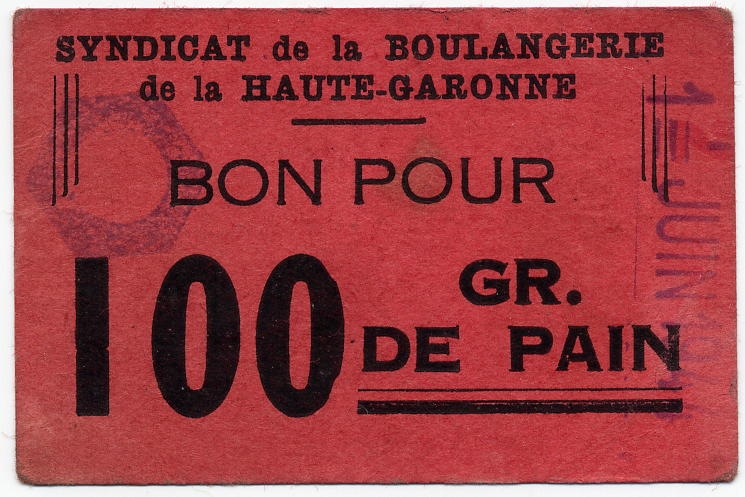 SYNDICAT de la BOULANGERIE
de la HAUTE-GARONNE
BON POUR
100 GR.
DE PAIN
JUIN